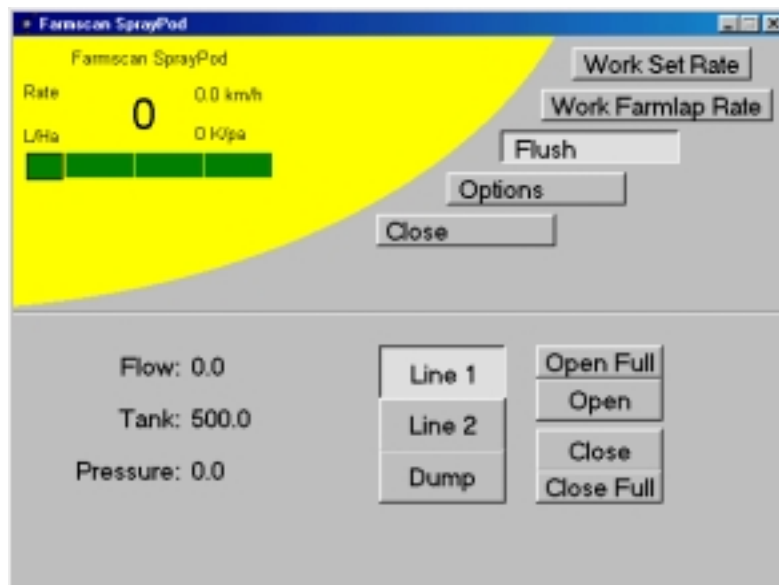 Farmscan SprayPod
Farmscan SprayPod
Rate
0
0.0 km/h
L/Ha
0 K/pa
Work Set Rate
Work Farmlap Rate
Flush
Options
Close
Flow: 0.0
Tank: 500.0
Pressure: 0.0
Line 1
Line 2
Dump
Open Full
Open
Close
Close Full